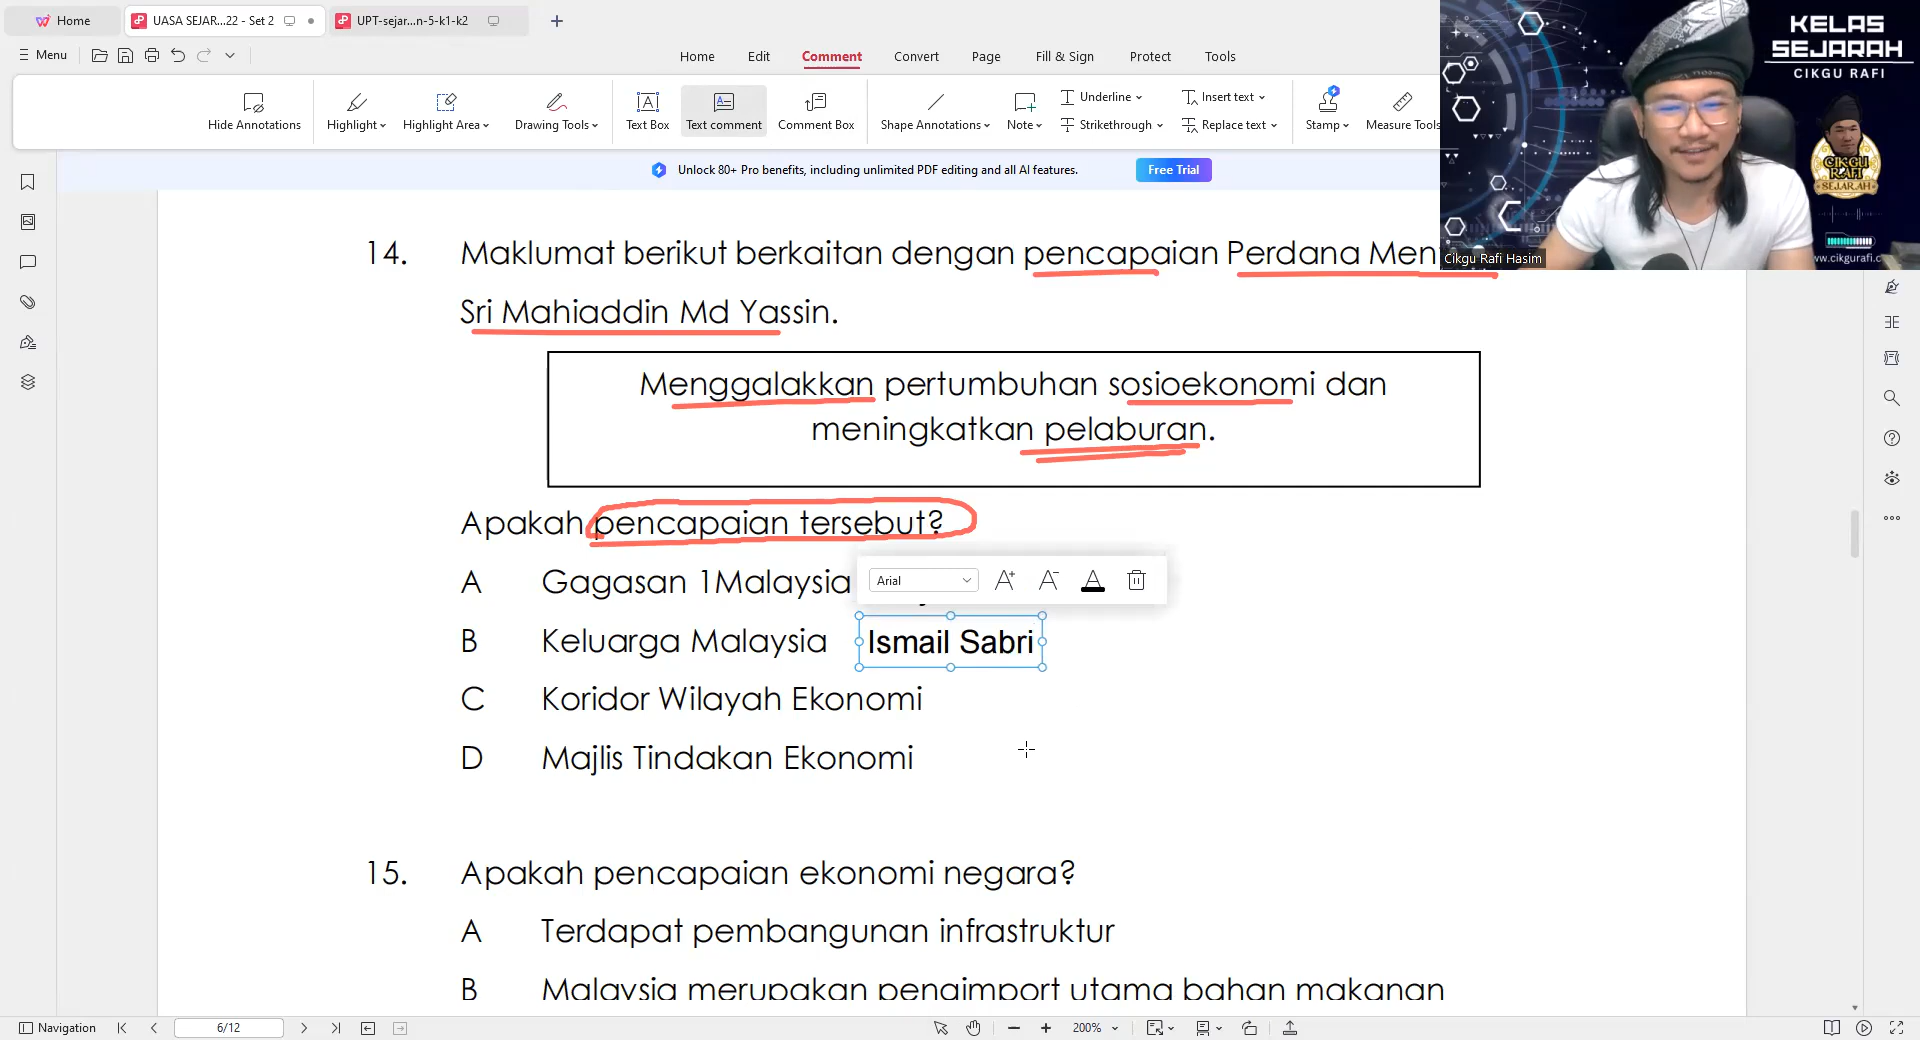 Home
UASA SEJAR...22 - Set 2
UPT-sejar...n-5-k1-k2
Menu
Home Edit Comment Convert Page Fill & Sign Protect Tools
Hide Annotations Highlight Highlight Area Drawing Tools Text Box Text comment Comment Box Shape Annotations Note
Underline Insert text
Strikethrough Replace text
Stamp Measure Tools
Unlock 80+ Pro benefits, including unlimited PDF editing and all AI features. Free Trial
KELAS
SEJARAH
CIKGU RAFI
CIKGU
RAFI
SEJARAH
Cikgu Rafi Hasim
14. Maklumat berikut berkaitan dengan pencapaian Perdana Men
Sri Mahiaddin Md Yassin.
Menggalakkan pertumbuhan sosioekonomi dan
meningkatkan pelaburan.
Apakah pencapaian tersebut?
A Gagasan 1Malaysia
Arial
B Keluarga Malaysia Ismail Sabri
C Koridor Wilayah Ekonomi
D Majlis Tindakan Ekonomi
15. Apakah pencapaian ekonomi negara?
A Terdapat pembangunan infrastruktur
B Malaysia merupakan pengimport utama bahan makanan
Navigation 6/12 200%